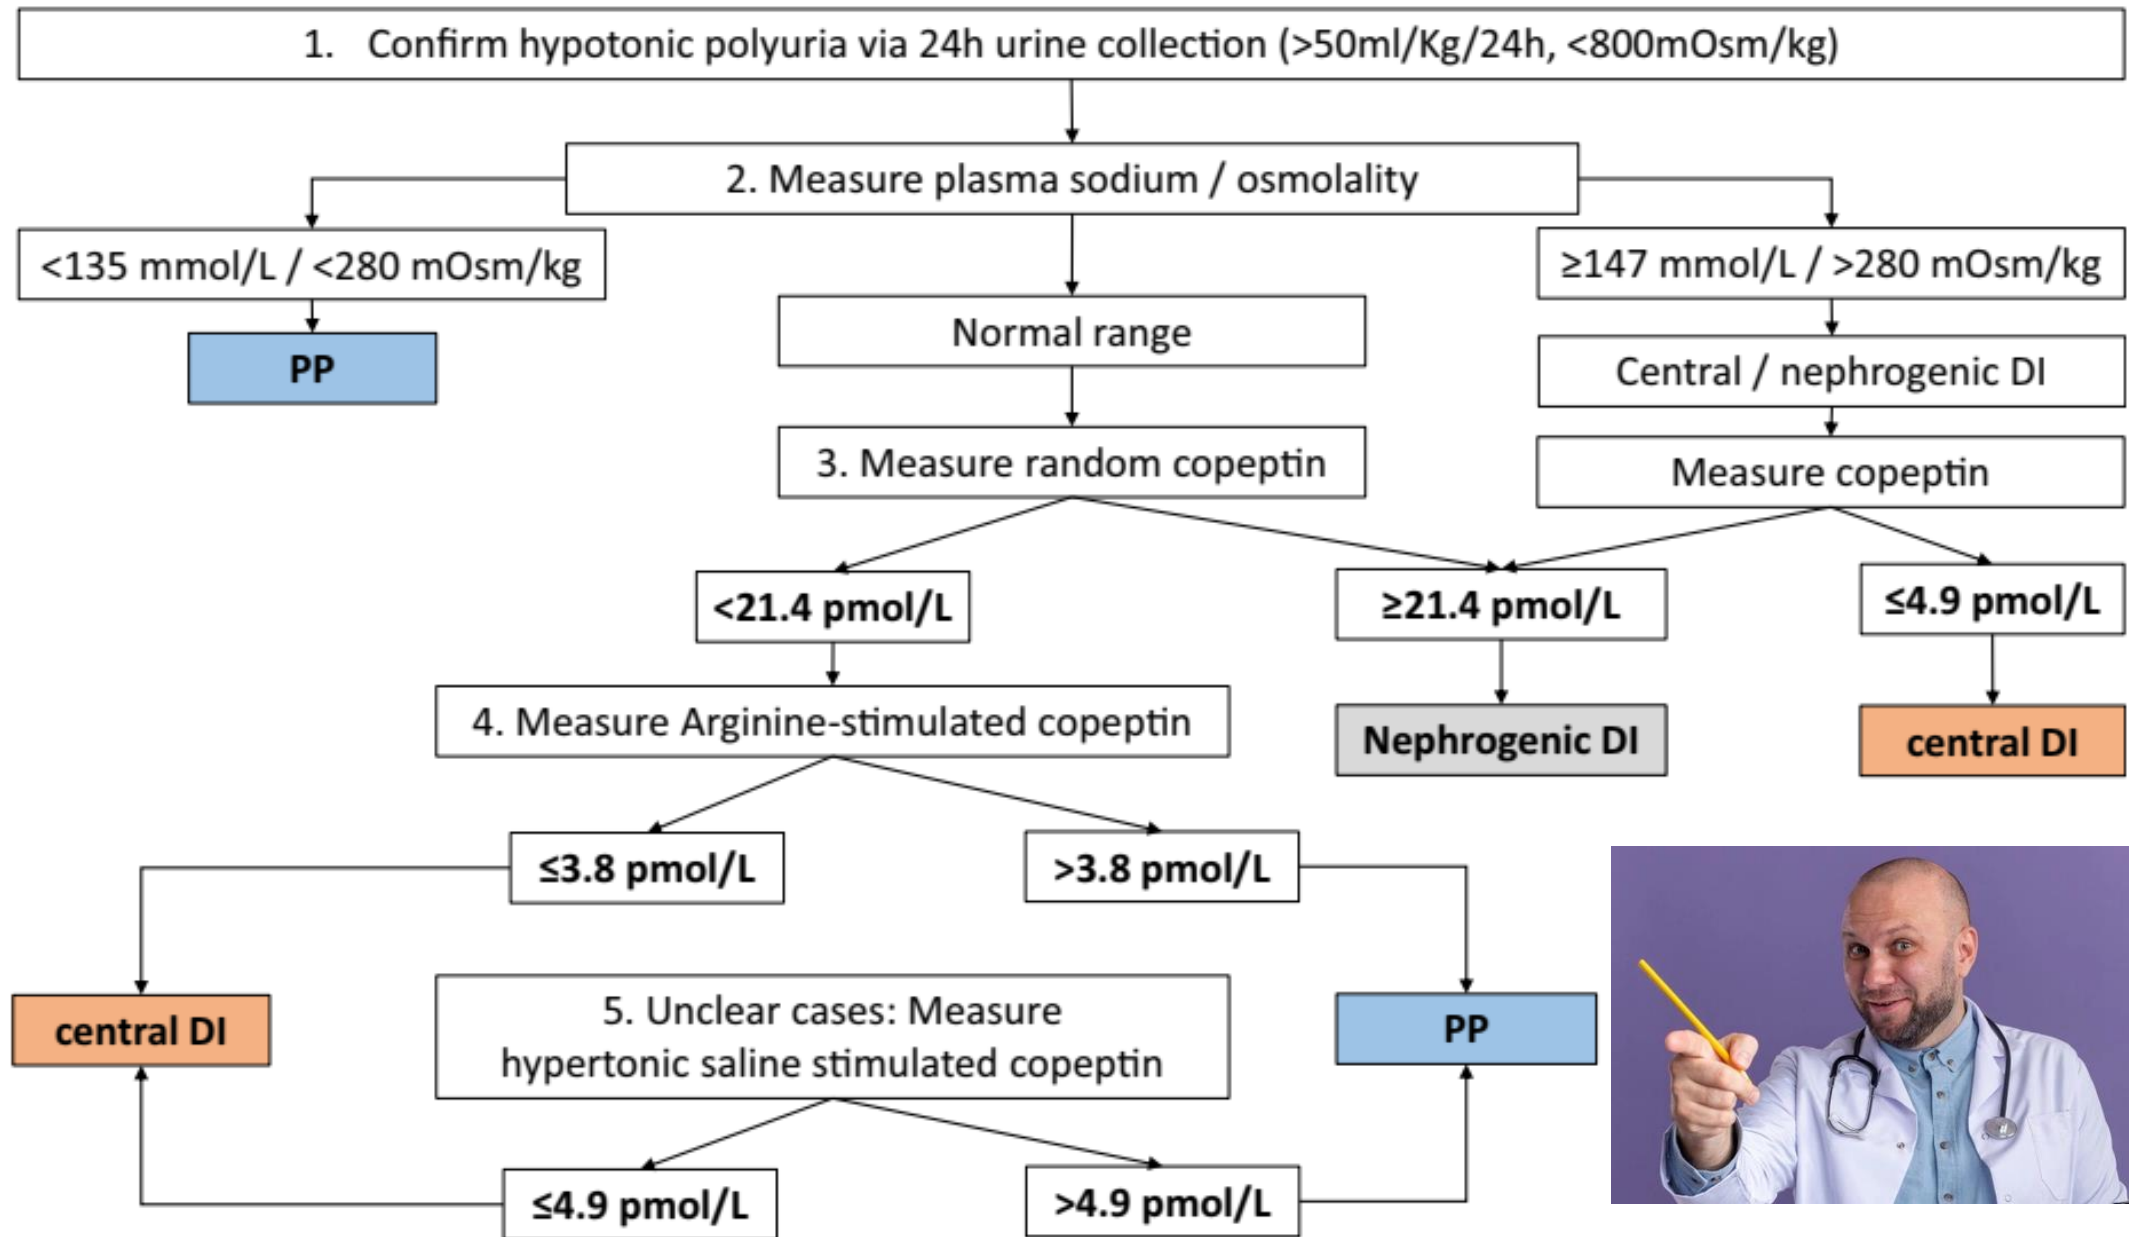 1. Confirm hypotonic polyuria via 24h urine collection (>50ml/Kg/24h, <800mOsm/kg)
2. Measure plasma sodium / osmolality
<135 mmol/L / <280 mOsm/kg
≥147 mmol/L / >280 mOsm/kg
Normal range
PP
Central / nephrogenic DI
3. Measure random copeptin
Measure copeptin
<21.4 pmol/L
≥21.4 pmol/L
≤4.9 pmol/L
4. Measure Arginine-stimulated copeptin
Nephrogenic DI
central DI
≤3.8 pmol/L
>3.8 pmol/L
central DI
5. Unclear cases: Measure
hypertonic saline stimulated copeptin
PP
≤4.9 pmol/L
>4.9 pmol/L